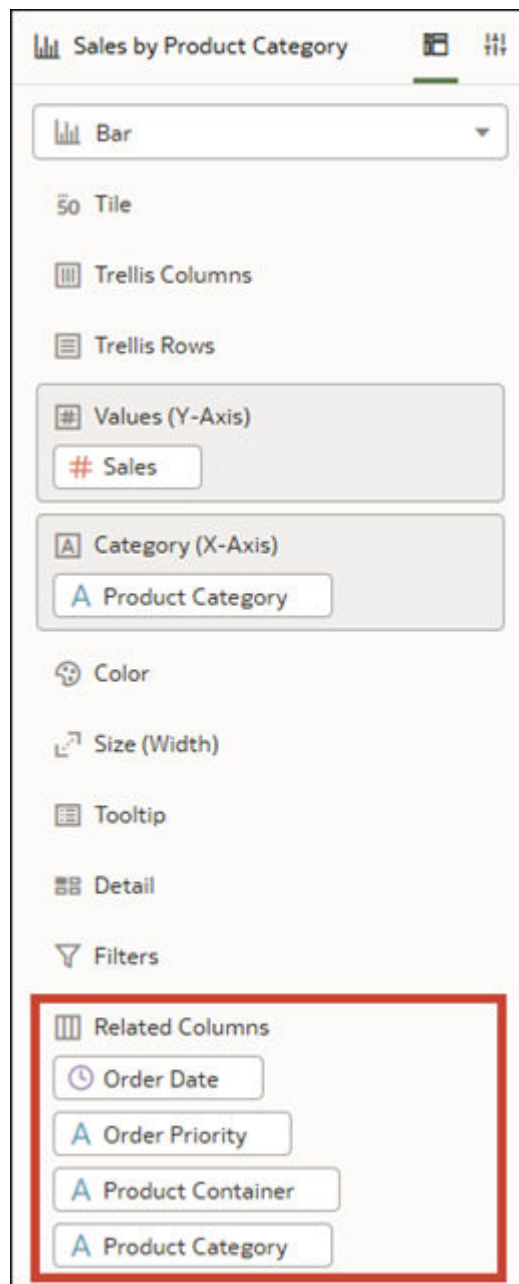 Sales by Product Category
Bar
50 Tile
Trellis Columns
Trellis Rows
# Values (Y-Axis)
# Sales
A Category (X-Axis)
A Product Category
Color
Size (Width)
Tooltip
Detail
Filters
Related Columns
Order Date
A Order Priority
A Product Container
A Product Category